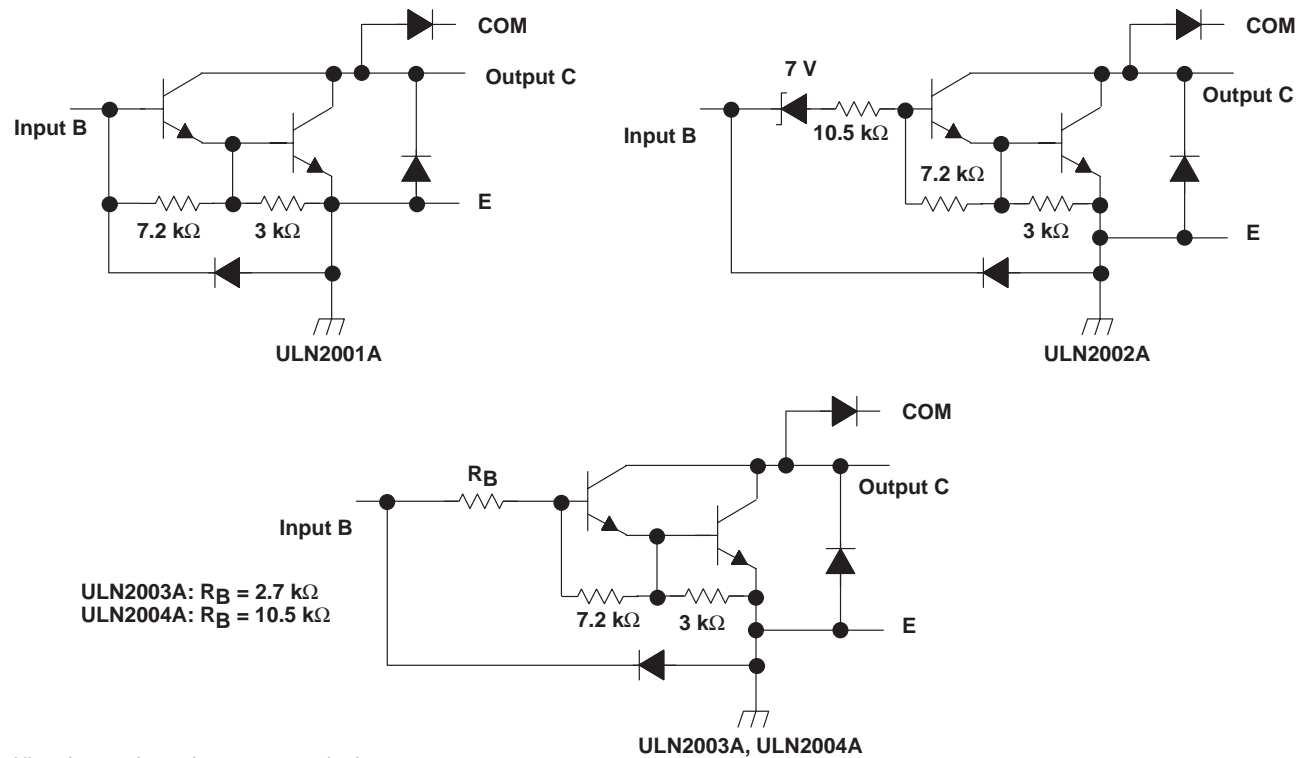 COM
Output C
Input B
7.2 kΩ
3 kΩ
E
ULN2001A
COM
7 V
Output C
Input B
10.5 kΩ
7.2 kΩ
3 kΩ
E
ULN2002A
COM
RB
Output C
Input B
ULN2003A: RB = 2.7 kΩ
ULN2004A: RB = 10.5 kΩ
7.2 kΩ
3 kΩ
E
ULN2003A, ULN2004A